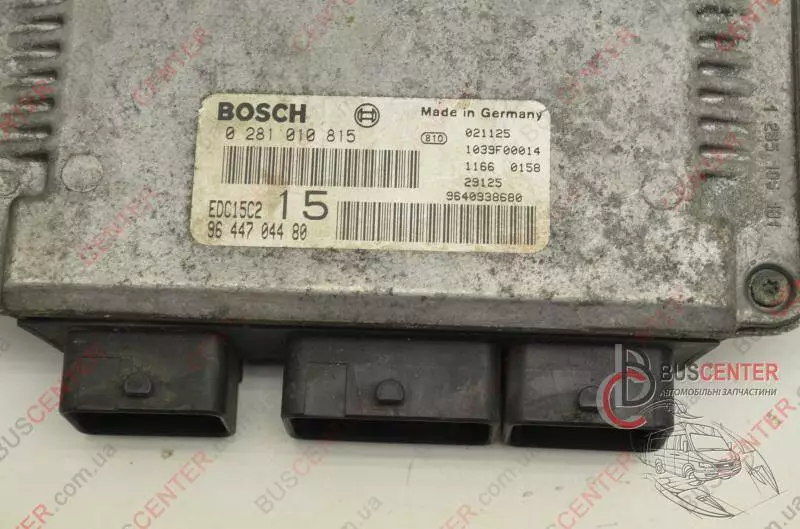 BOSCH
Made in Germany
0 281 010 815
810
021125
1039F00014
1166 0158
29125
9640938680
EDC15C2 15
96 447 044 80
BUSCENTER
АВТОМОБІЛЬНІ ЗАПЧАСТИНИ
BUSCENTER.com.ua